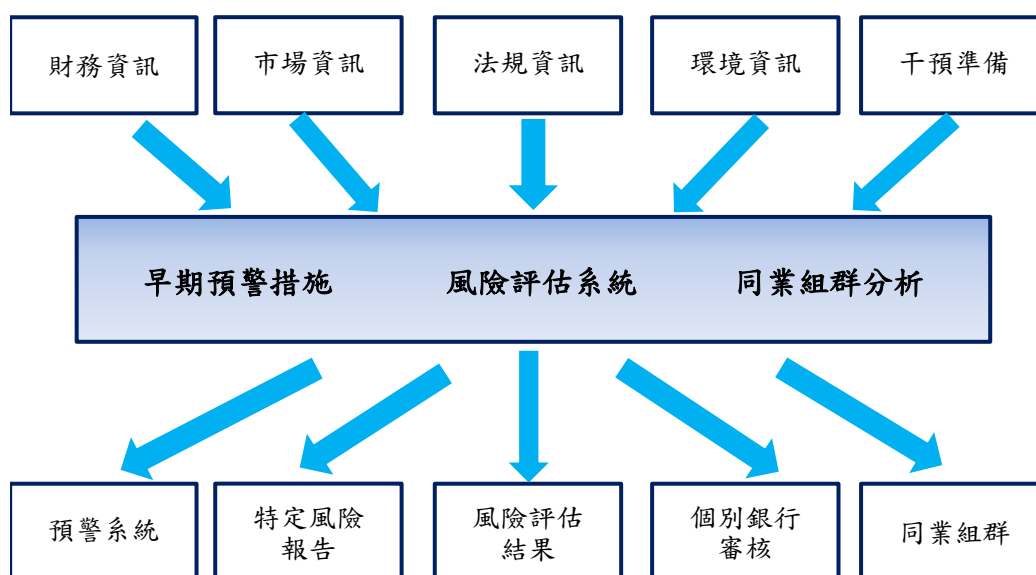 財務資訊
市場資訊
法規資訊
環境資訊
干預準備
早期預警措施
風險評估系統
同業組群分析
預警系統
特定風險
報告
風險評估
結果
個別銀行
審核
同業組群